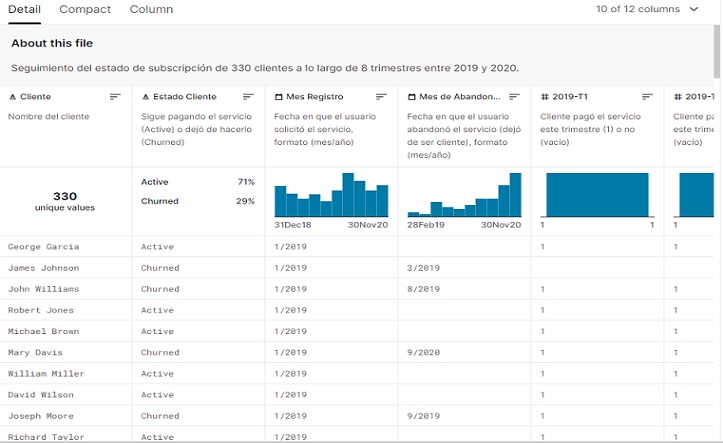 Detail Compact Column 10 of 12 columns
About this file
Seguimiento del estado de subscripción de 330 clientes a lo largo de 8 trimestres entre 2019 y 2020.
Cliente Estado Cliente Mes Registro Mes de Abandon... # 2019-T1 # 2019-T
Nombre del cliente
Sigue pagando el servicio
(Active) o dejó de hacerlo
(Churned)
Fecha en que el usuario
solicitó el servicio,
formato (mes/año)
Fecha en que el usuario
abandonó el servicio (dejó
de ser cliente), formato
(mes/año)
Cliente pagó el servicio
este trimestre (1) o no
(vacío)
Cliente pa
este trime
(vacío)
330
unique values
Active 71%
Churned 29%
31Dec18 30Nov20
28Feb19 30Nov20
1 1
1
George Garcia Active 1/2019 1 1
James Johnson Churned 1/2019 3/2019
John Williams Churned 1/2019 8/2019 1 1
Robert Jones Active 1/2019 1 1
Michael Brown Active 1/2019 1 1
Mary Davis Churned 1/2019 9/2020 1 1
William Miller Active 1/2019 1 1
David Wilson Active 1/2019 1 1
Joseph Moore Churned 1/2019 9/2019 1 1
Richard Taylor Active 1/2019 1 1